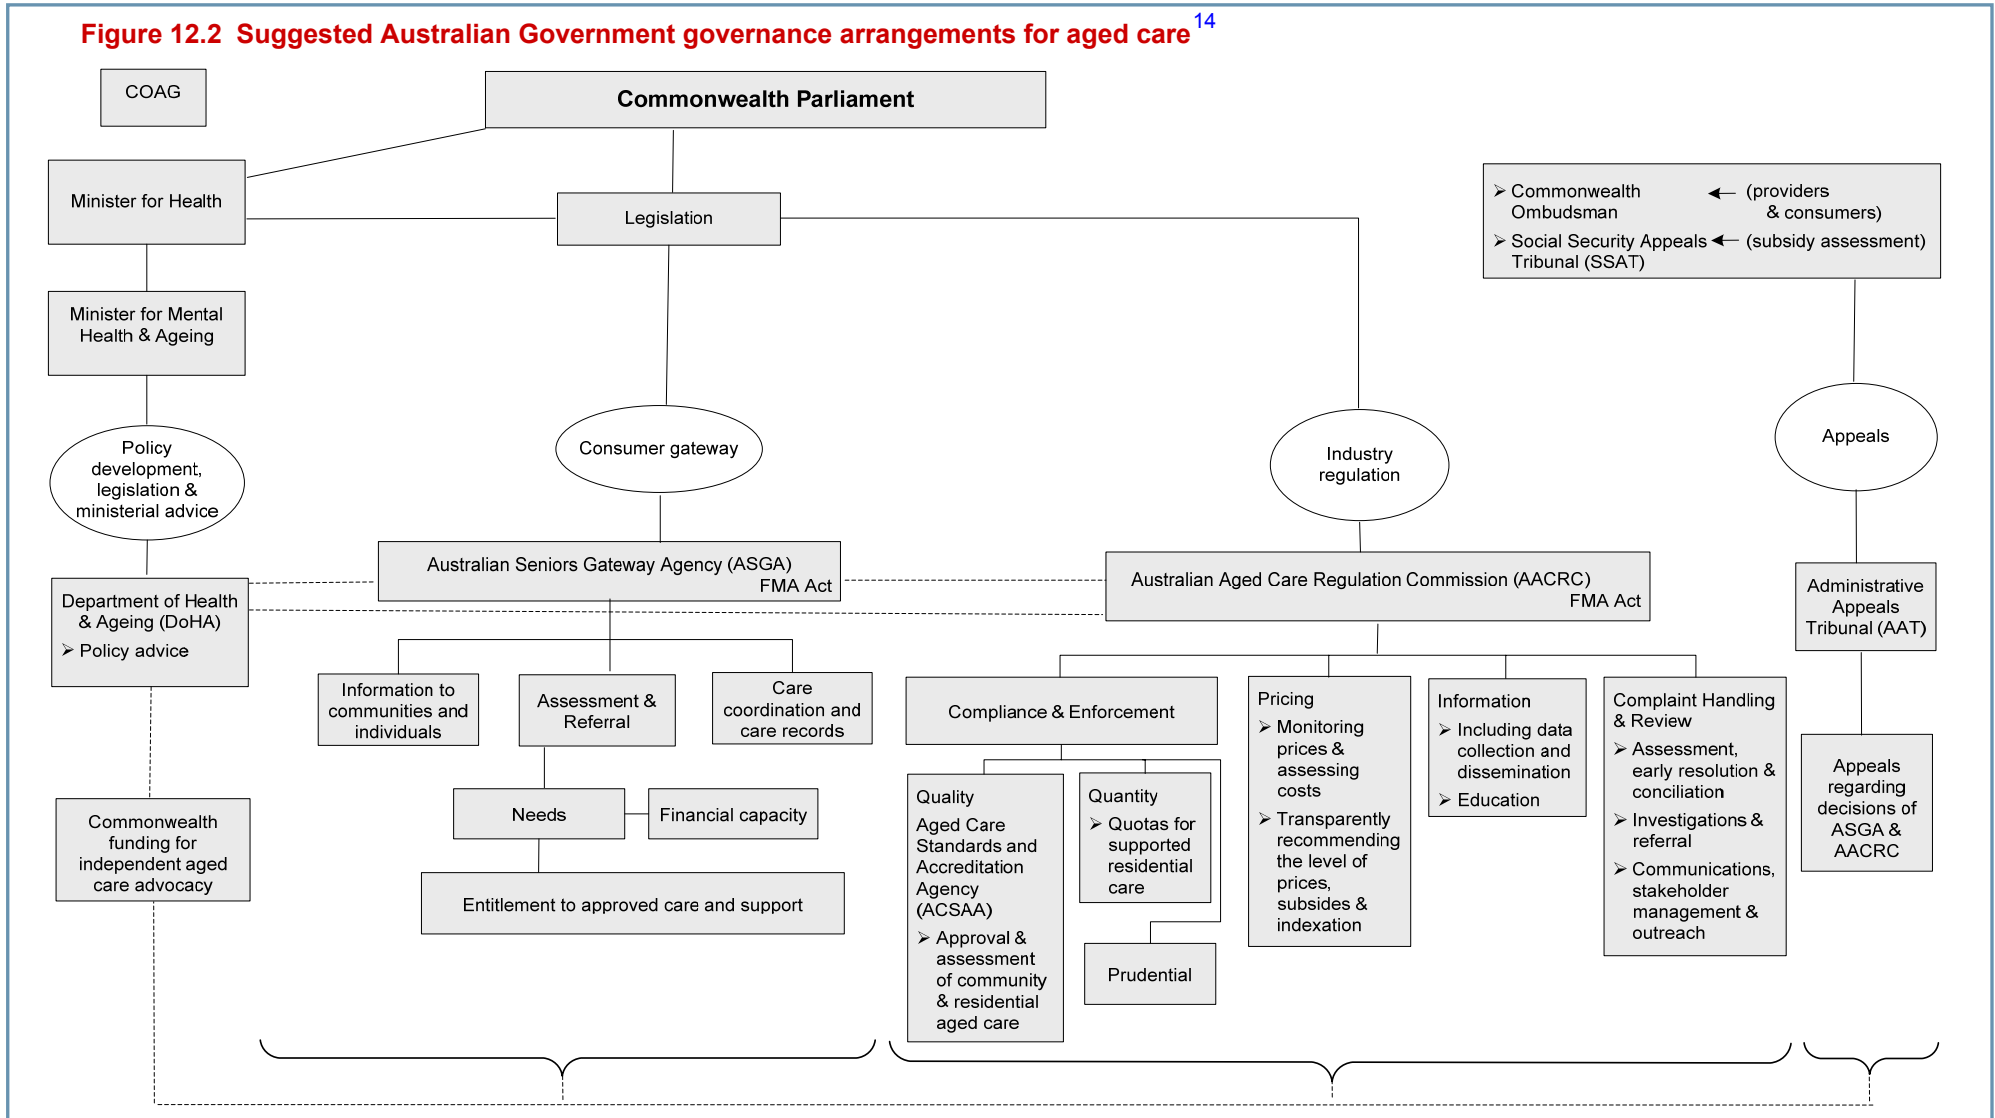 Figure 12.2  Suggested Australian Government governance arrangements for aged care 14
COAG
Commonwealth Parliament
Minister for Health
Legislation
➢ Commonwealth ← (providers
Ombudsman & consumers)
➢ Social Security Appeals ← (subsidy assessment)
Tribunal (SSAT)
Minister for Mental
Health & Ageing
Policy
development,
legislation &
ministerial advice
Consumer gateway
Industry
regulation
Appeals
Department of Health
& Ageing (DoHA)
➢ Policy advice
Australian Seniors Gateway Agency (ASGA)
FMA Act
Australian Aged Care Regulation Commission (AACRC)
FMA Act
Administrative
Appeals
Tribunal (AAT)
Information to
communities and
individuals
Assessment &
Referral
Care
coordination and
care records
Compliance & Enforcement
Pricing
➢ Monitoring
prices &
assessing
costs
➢ Transparently
recommending
the level of
prices,
subsides &
indexation
Information
➢ Including data
collection and
dissemination
➢ Education
Complaint Handling
& Review
➢ Assessment,
early resolution &
conciliation
➢ Investigations &
referral
➢ Communications,
stakeholder
management &
outreach
Appeals
regarding
decisions of
ASGA &
AACRC
Commonwealth
funding for
independent aged
care advocacy
Needs
Financial capacity
Entitlement to approved care and support
Quality
Aged Care
Standards and
Accreditation
Agency
(ACSAA)
➢ Approval &
assessment
of community
& residential
aged care
Quantity
➢ Quotas for
supported
residential
care
Prudential